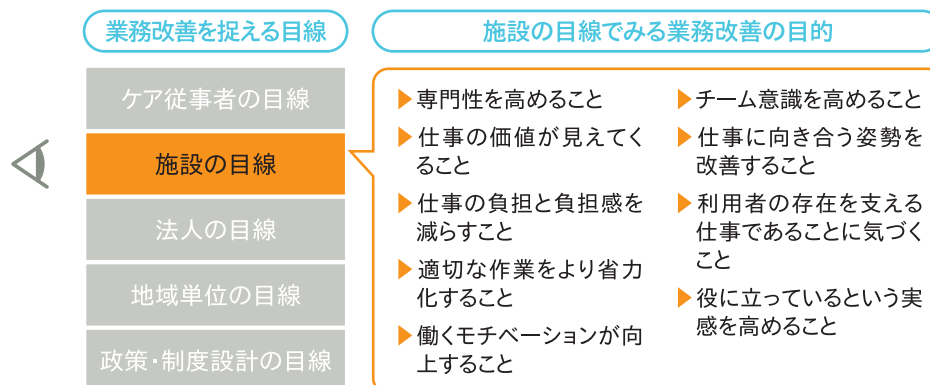 業務改善を捉える目線
施設の目線でみる業務改善の目的
ケア従事者の目線
施設の目線
法人の目線
地域単位の目線
政策・制度設計の目線
▶専門性を高めること
▶仕事の価値が見えてく
ること
▶仕事の負担と負担感を
減らすこと
▶適切な作業をより省力
化すること
▶働くモチベーションが向
上すること
▶チーム意識を高めること
▶仕事に向き合う姿勢を
改善すること
▶利用者の存在を支える
仕事であることに気づく
こと
▶役に立っているという実
感を高めること